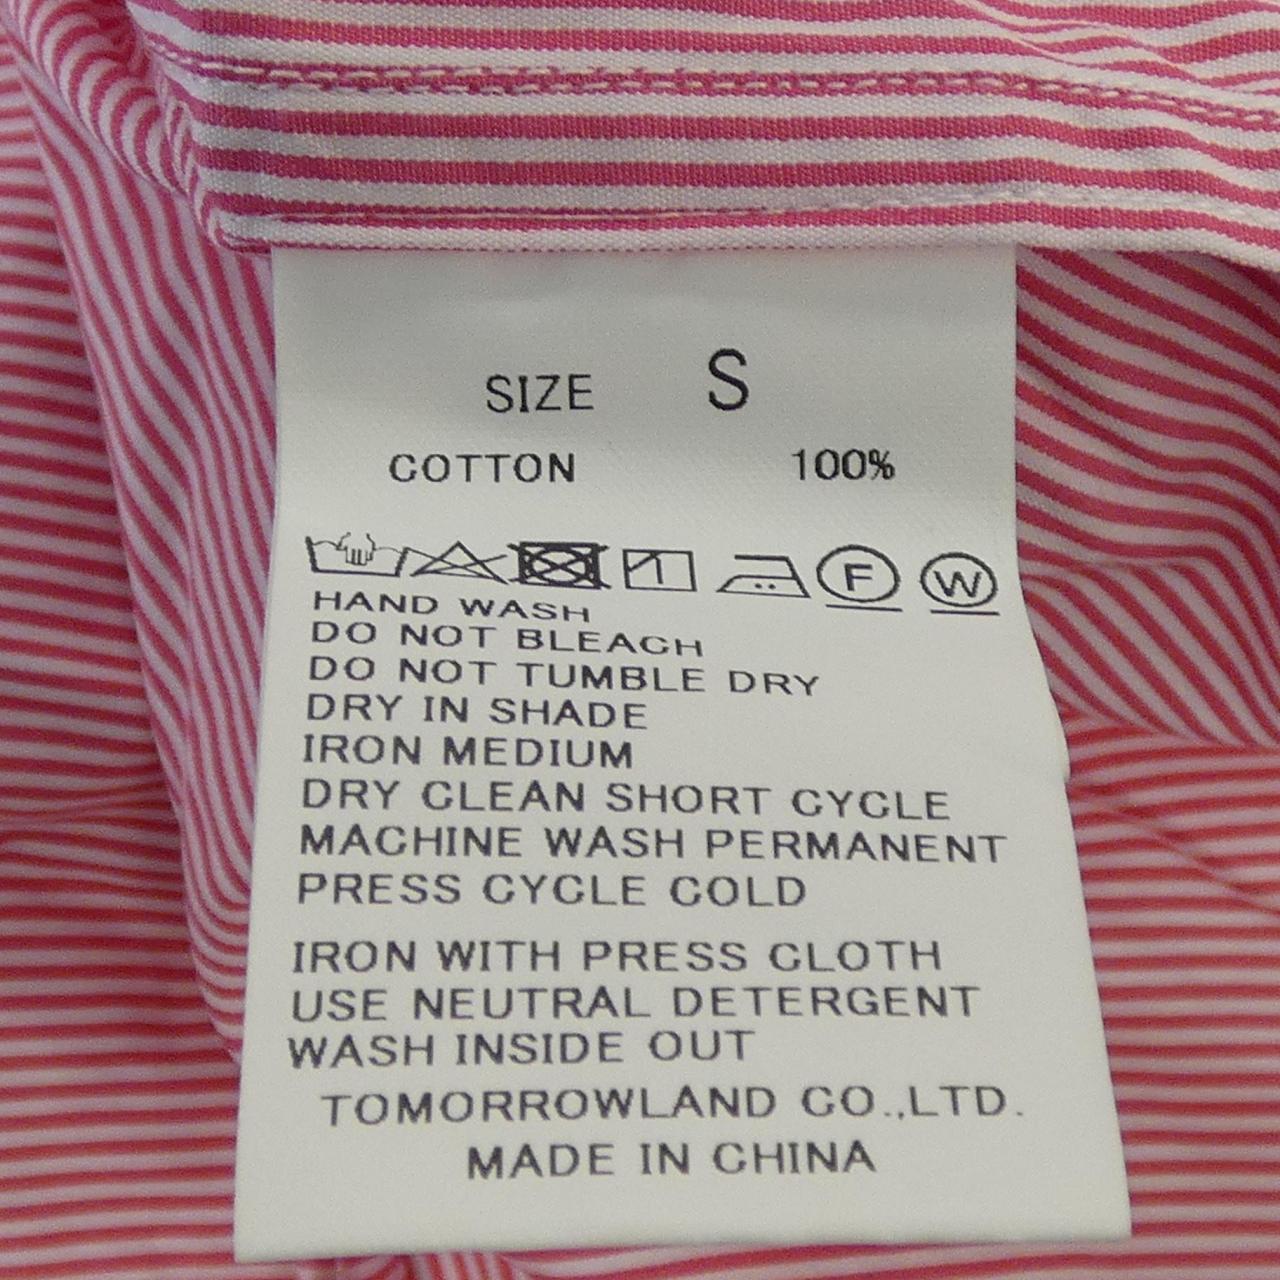 SIZE S
COTTON 100%
F W
HAND WASH
DO NOT BLEACH
DO NOT TUMBLE DRY
DRY IN SHADE
IRON MEDIUM
DRY CLEAN SHORT CYCLE
MACHINE WASH PERMANENT
PRESS CYCLE COLD
IRON WITH PRESS CLOTH
USE NEUTRAL DETERGENT
WASH INSIDE OUT
TOMORROWLAND CO.,LTD.
MADE IN CHINA